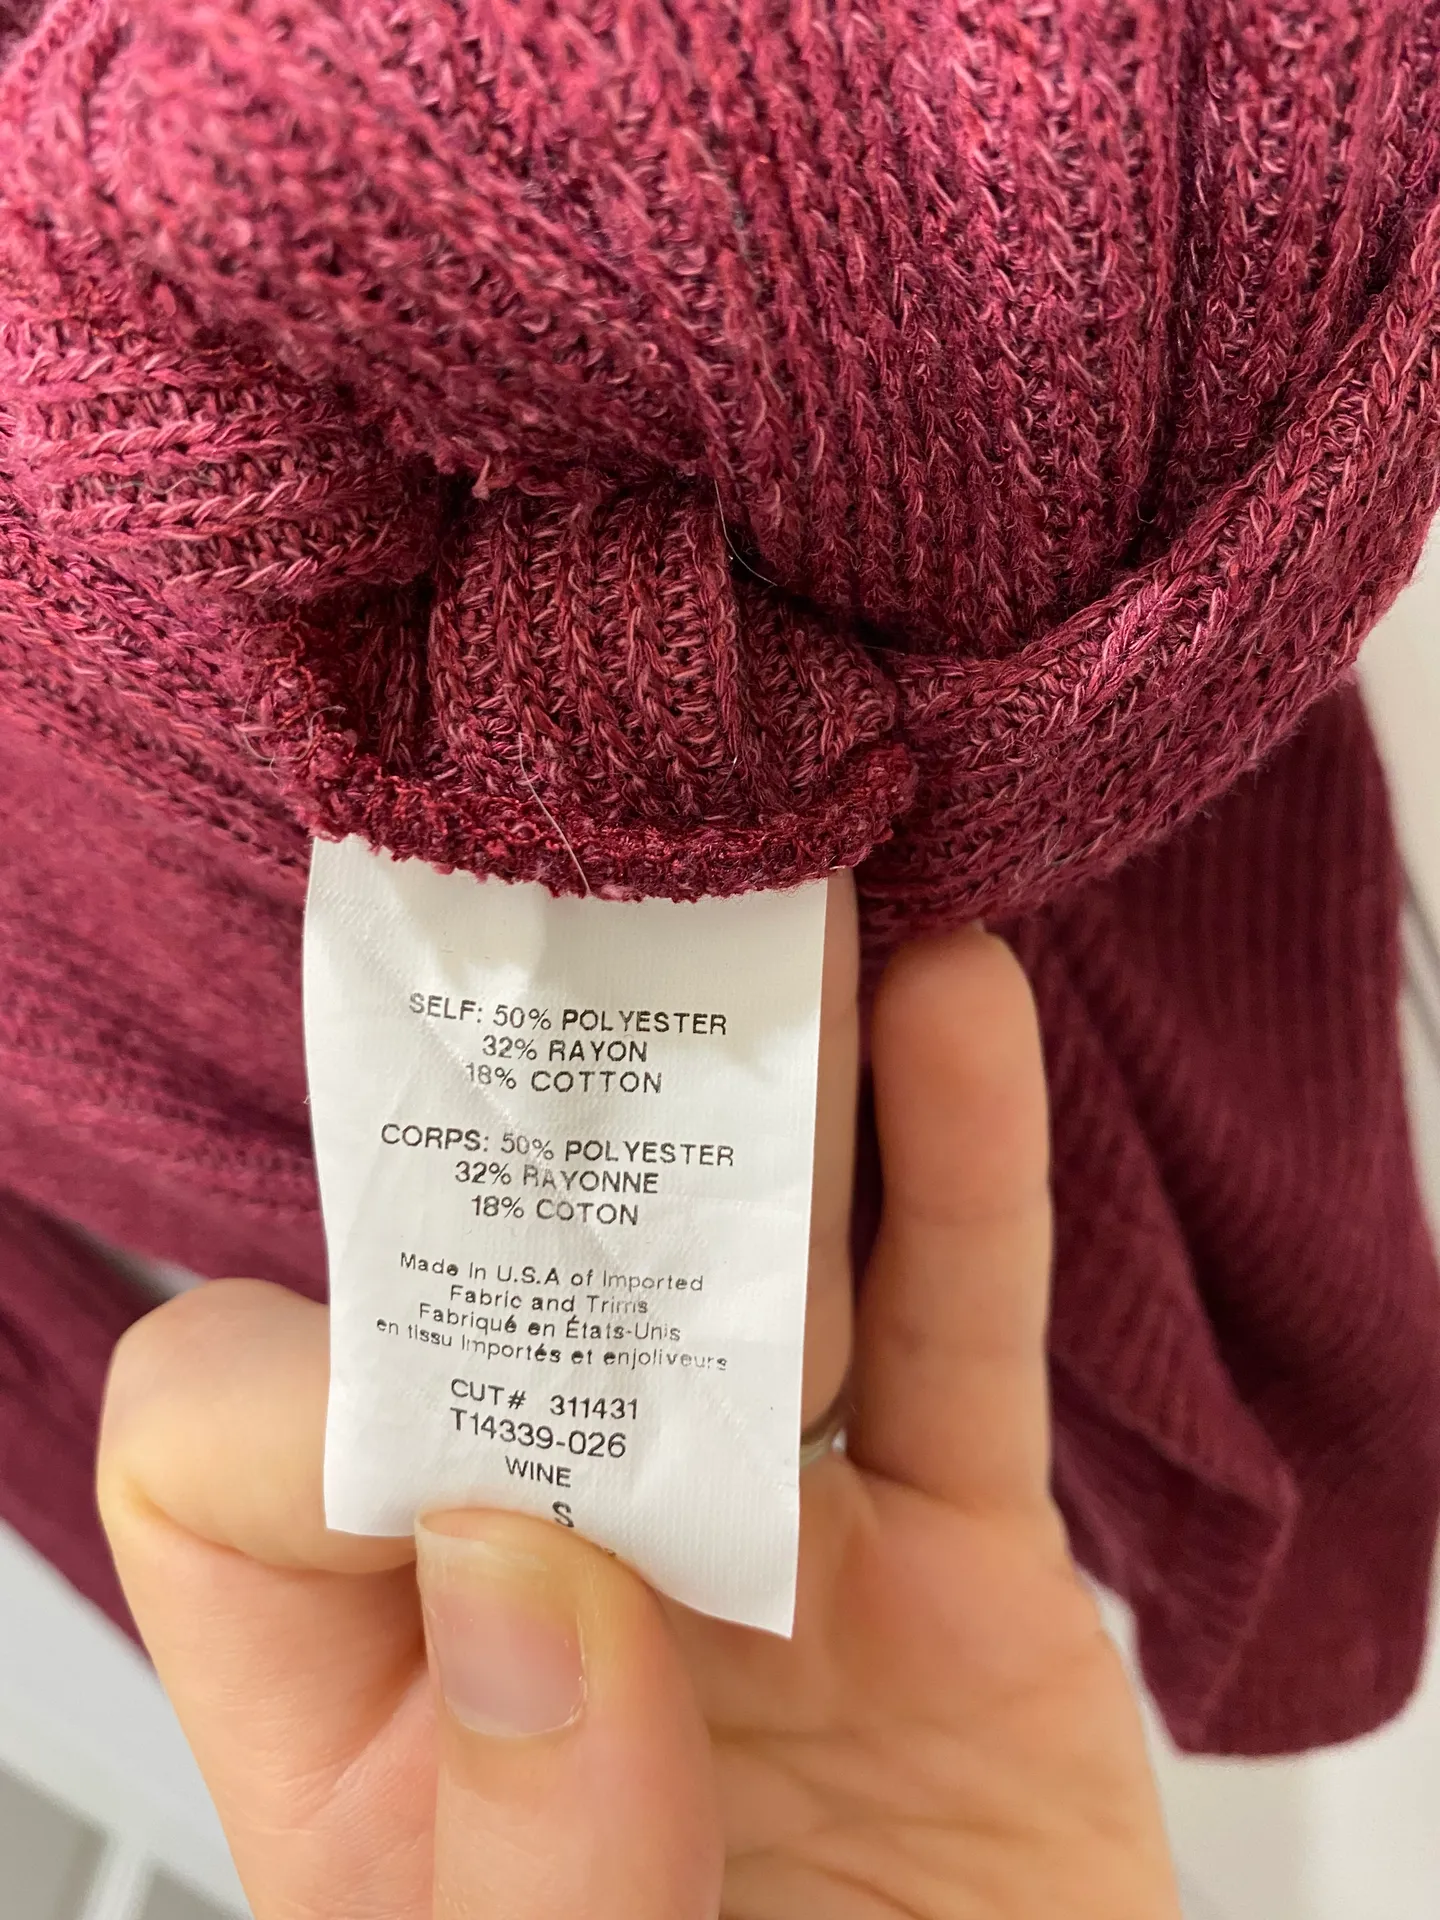 SELF: 50% POLYESTER
32% RAYON
18% COTTON
CORPS: 50% POLYESTER
32% RAYONNE
18% COTON
Made In U.S.A of Imported
Fabric and Trims
Fabriqué en États-Unis
en tissu Importés et enjoliveurs
CUT# 311431
T14339-026
WINE
S